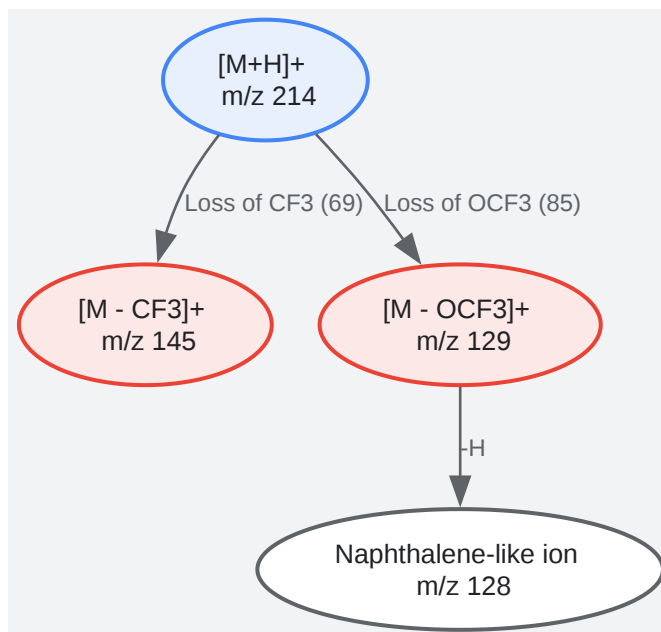 [M+H]+
m/z 214
Loss of CF3 (69)
Loss of OCF3 (85)
[M - CF3]+
m/z 145
[M - OCF3]+
m/z 129
-H
Naphthalene-like ion
m/z 128